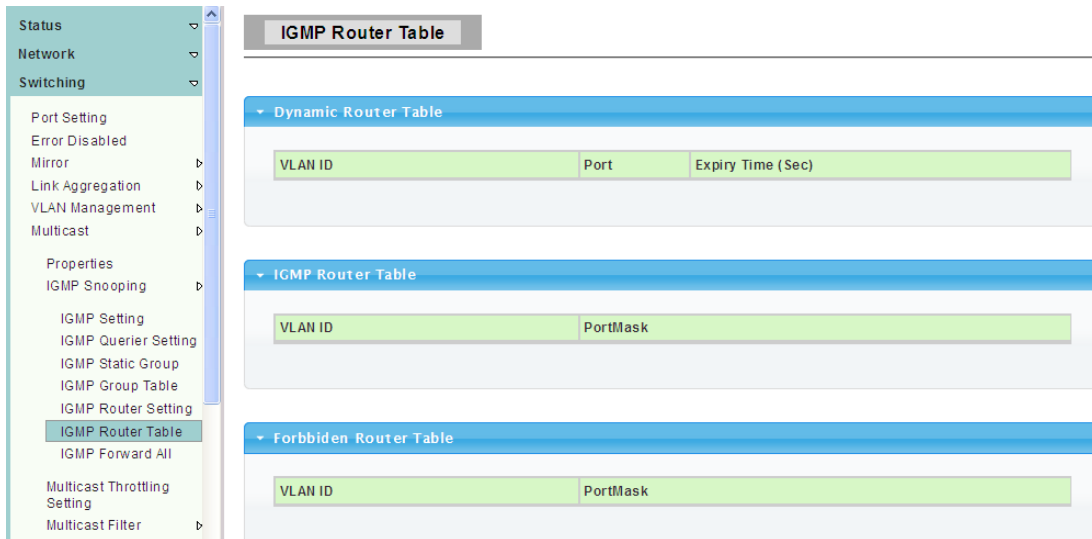 Status
Network
Switching
Port Setting
Error Disabled
Mirror
Link Aggregation
VLAN Management
Multicast
Properties
IGMP Snooping
IGMP Setting
IGMP Querier Setting
IGMP Static Group
IGMP Group Table
IGMP Router Setting
IGMP Router Table
IGMP Forward All
Multicast Throttling
Setting
Multicast Filter
IGMP Router Table
Dynamic Router Table
VLAN ID Port Expiry Time (Sec)
IGMP Router Table
VLAN ID PortMask
Forbbiden Router Table
VLAN ID PortMask